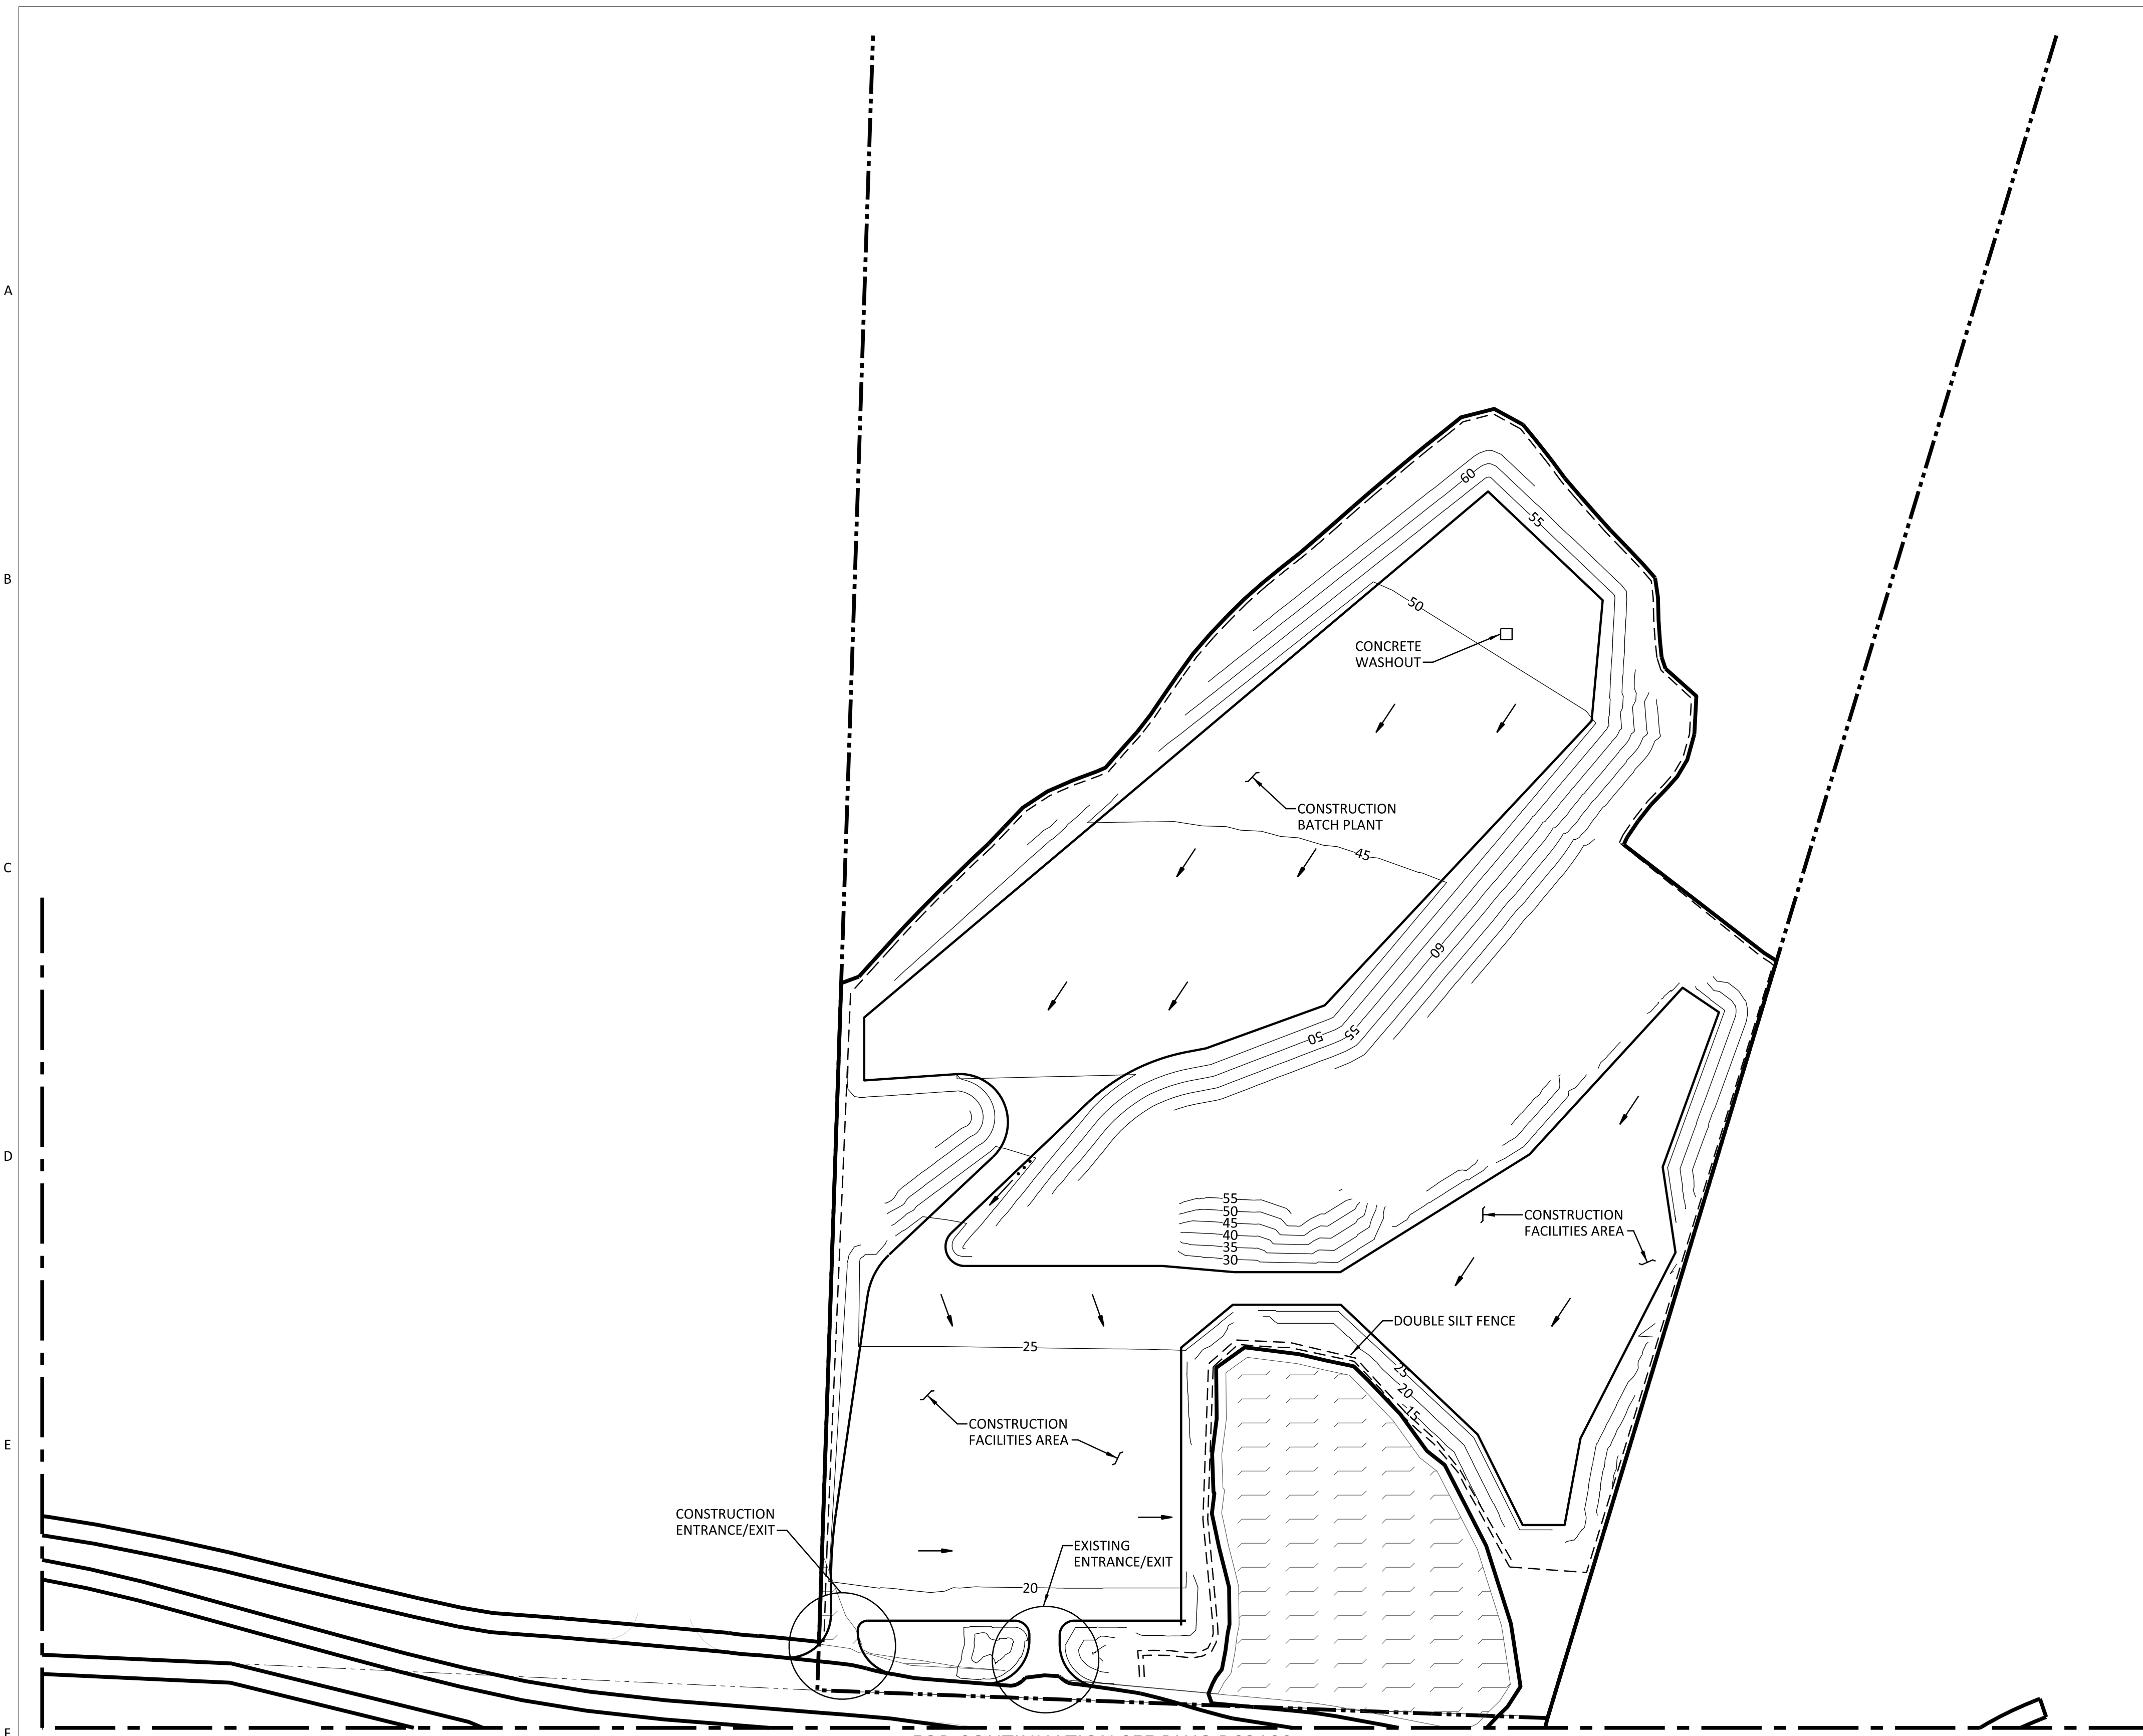 A
60
55
B
50
CONCRETE
WASHOUT
CONSTRUCTION
BATCH PLANT
45
C
60
55
50
D
55
50
45
40
35
30
CONSTRUCTION
FACILITIES AREA
DOUBLE SILT FENCE
25
25
20
15
CONSTRUCTION
FACILITIES AREA
E
CONSTRUCTION
ENTRANCE/EXIT
EXISTING
ENTRANCE/EXIT
20
F